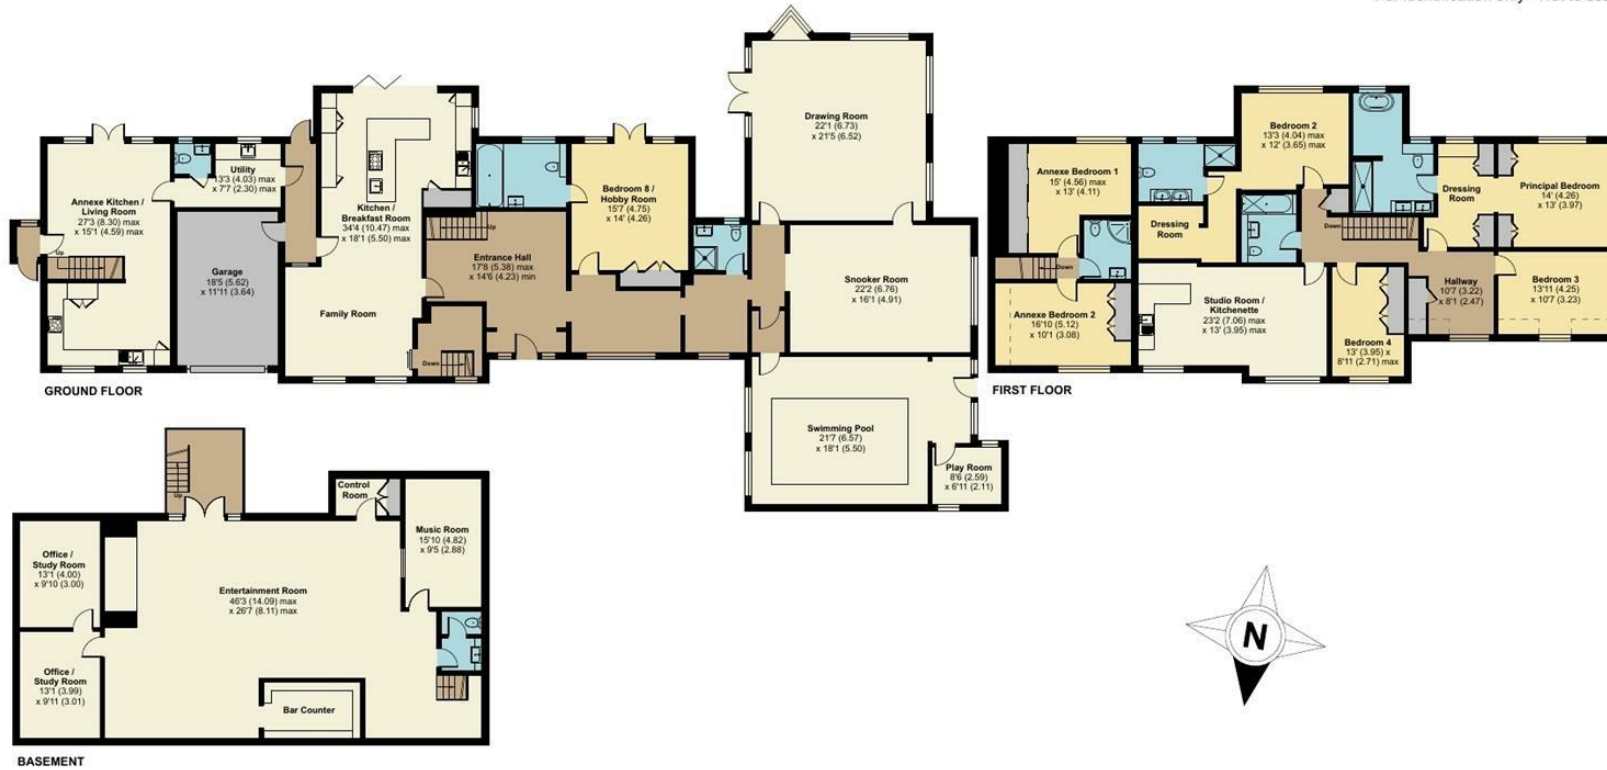 Drawing Room
22'1 (6.73)
x 21'5 (6.52)
Annexe Kitchen /
Living Room
27'3 (8.30) max
x 15'1 (4.59) max
Up
Utility
13'3 (4.03) max
x 7'7 (2.30) max
Garage
18'5 (5.62)
x 11'11 (3.64)
Kitchen /
Breakfast Room
34'4 (10.47) max
x 18'1 (5.50) max
Family Room
Up
Entrance Hall
17'8 (5.38) max
x 14'6 (4.23) min
Down
Bedroom 8 /
Hobby Room
15'7 (4.75)
x 14' (4.26)
Snooker Room
22'2 (6.76)
x 16'1 (4.91)
Swimming Pool
21'7 (6.57)
x 18'1 (5.50)
Play Room
8'6 (2.59)
x 6'11 (2.11)
GROUND FLOOR
Annexe Bedroom 1
15' (4.56) max
x 13' (4.11)
Down
Annexe Bedroom 2
16'10 (5.12)
x 10'1 (3.08)
Bedroom 2
13'3 (4.04) max
x 12' (3.65) max
Dressing
Room
Studio Room /
Kitchenette
23'2 (7.06) max
x 13' (3.95) max
Down
Dressing
Room
Principal Bedroom
14' (4.26)
x 13' (3.97)
Hallway
10'7 (3.22)
x 8'1 (2.47)
Bedroom 3
13'11 (4.25)
x 10'7 (3.23)
Bedroom 4
13' (3.95) x
8'11 (2.71) max
FIRST FLOOR
Up
Control
Room
Music Room
15'10 (4.82)
x 9'5 (2.88)
Office /
Study Room
13'1 (4.00)
x 9'10 (3.00)
Entertainment Room
46'3 (14.09) max
x 26'7 (8.11) max
Office /
Study Room
13'1 (3.99)
x 9'11 (3.01)
Bar Counter
BASEMENT
N